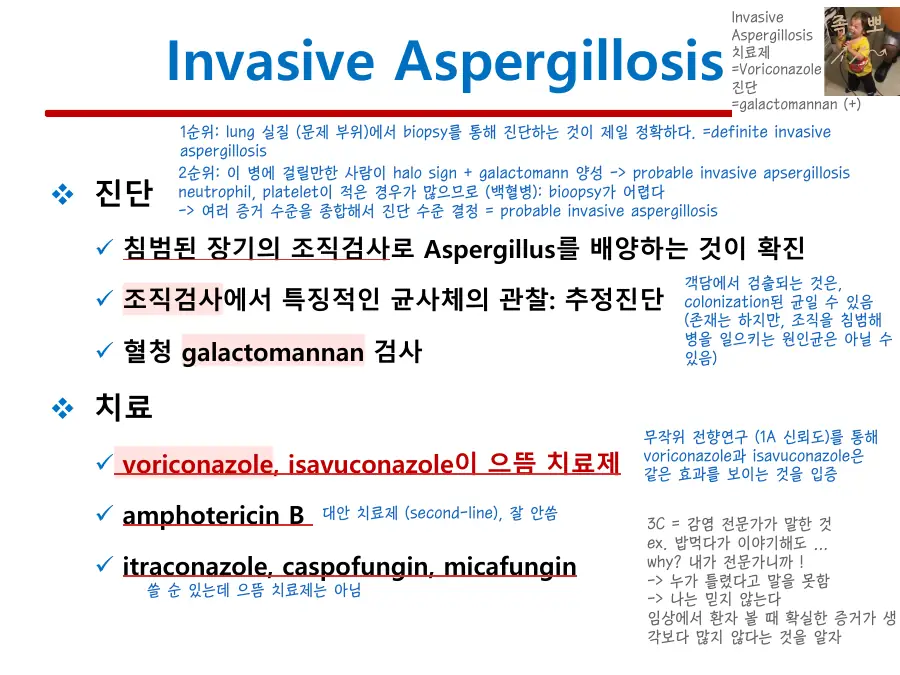 Invasive Aspergillosis
Invasive
Aspergillosis
치료제
=Voriconazole
진단
=galactomannan (+)
족 뽀
1순위: lung 실질 (문제 부위)에서 biopsy를 통해 진단하는 것이 제일 정확하다. =definite invasive
aspergillosis
2순위: 이 병에 걸릴만한 사람이 halo sign + galactomann 양성 -> probable invasive apsergillosis
neutrophil, platelet이 적은 경우가 많으므로 (백혈병): bioopsy가 어렵다
-> 여러 증거 수준을 종합해서 진단 수준 결정 = probable invasive aspergillosis
❖ 진단
✓ 침범된 장기의 조직검사로 Aspergillus를 배양하는 것이 확진
✓ 조직검사에서 특징적인 균사체의 관찰: 추정진단
객담에서 검출되는 것은,
colonization된 균일 수 있음
(존재는 하지만, 조직을 침범해
병을 일으키는 원인균은 아닐 수
있음)
✓ 혈청 galactomannan 검사
❖ 치료
✓ voriconazole, isavuconazole이 으뜸 치료제
무작위 전향연구 (1A 신뢰도)를 통해
voriconazole과 isavuconazole은
같은 효과를 보이는 것을 입증
✓ amphotericin B 대안 치료제 (second-line), 잘 안씀
✓ itraconazole, caspofungin, micafungin
쓸 순 있는데 으뜸 치료제는 아님
3C = 감염 전문가가 말한 것
ex. 밥먹다가 이야기해도 ...
why? 내가 전문가니까 !
-> 누가 틀렸다고 말을 못함
-> 나는 믿지 않는다
임상에서 환자 볼 때 확실한 증거가 생
각보다 많지 않다는 것을 알자